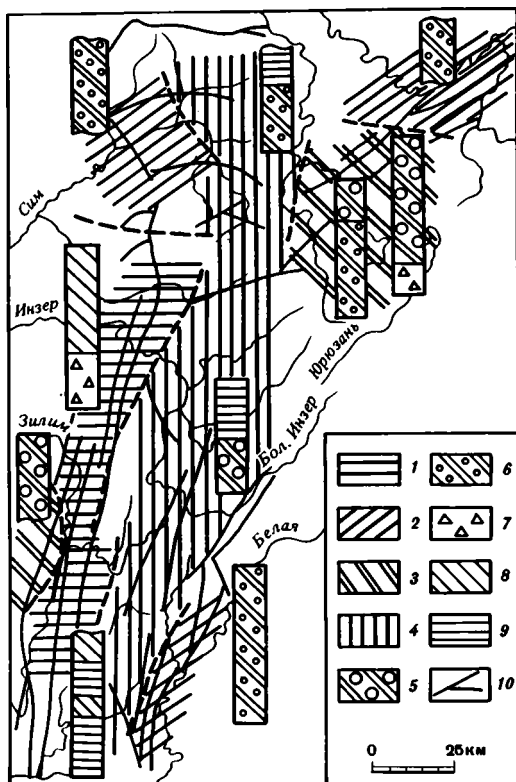 Сим
Инзер
Зилим
Юрюзань
Бол. Инзер
Белая
1 6
2 7
3 8
4 9
5 10
0 25км